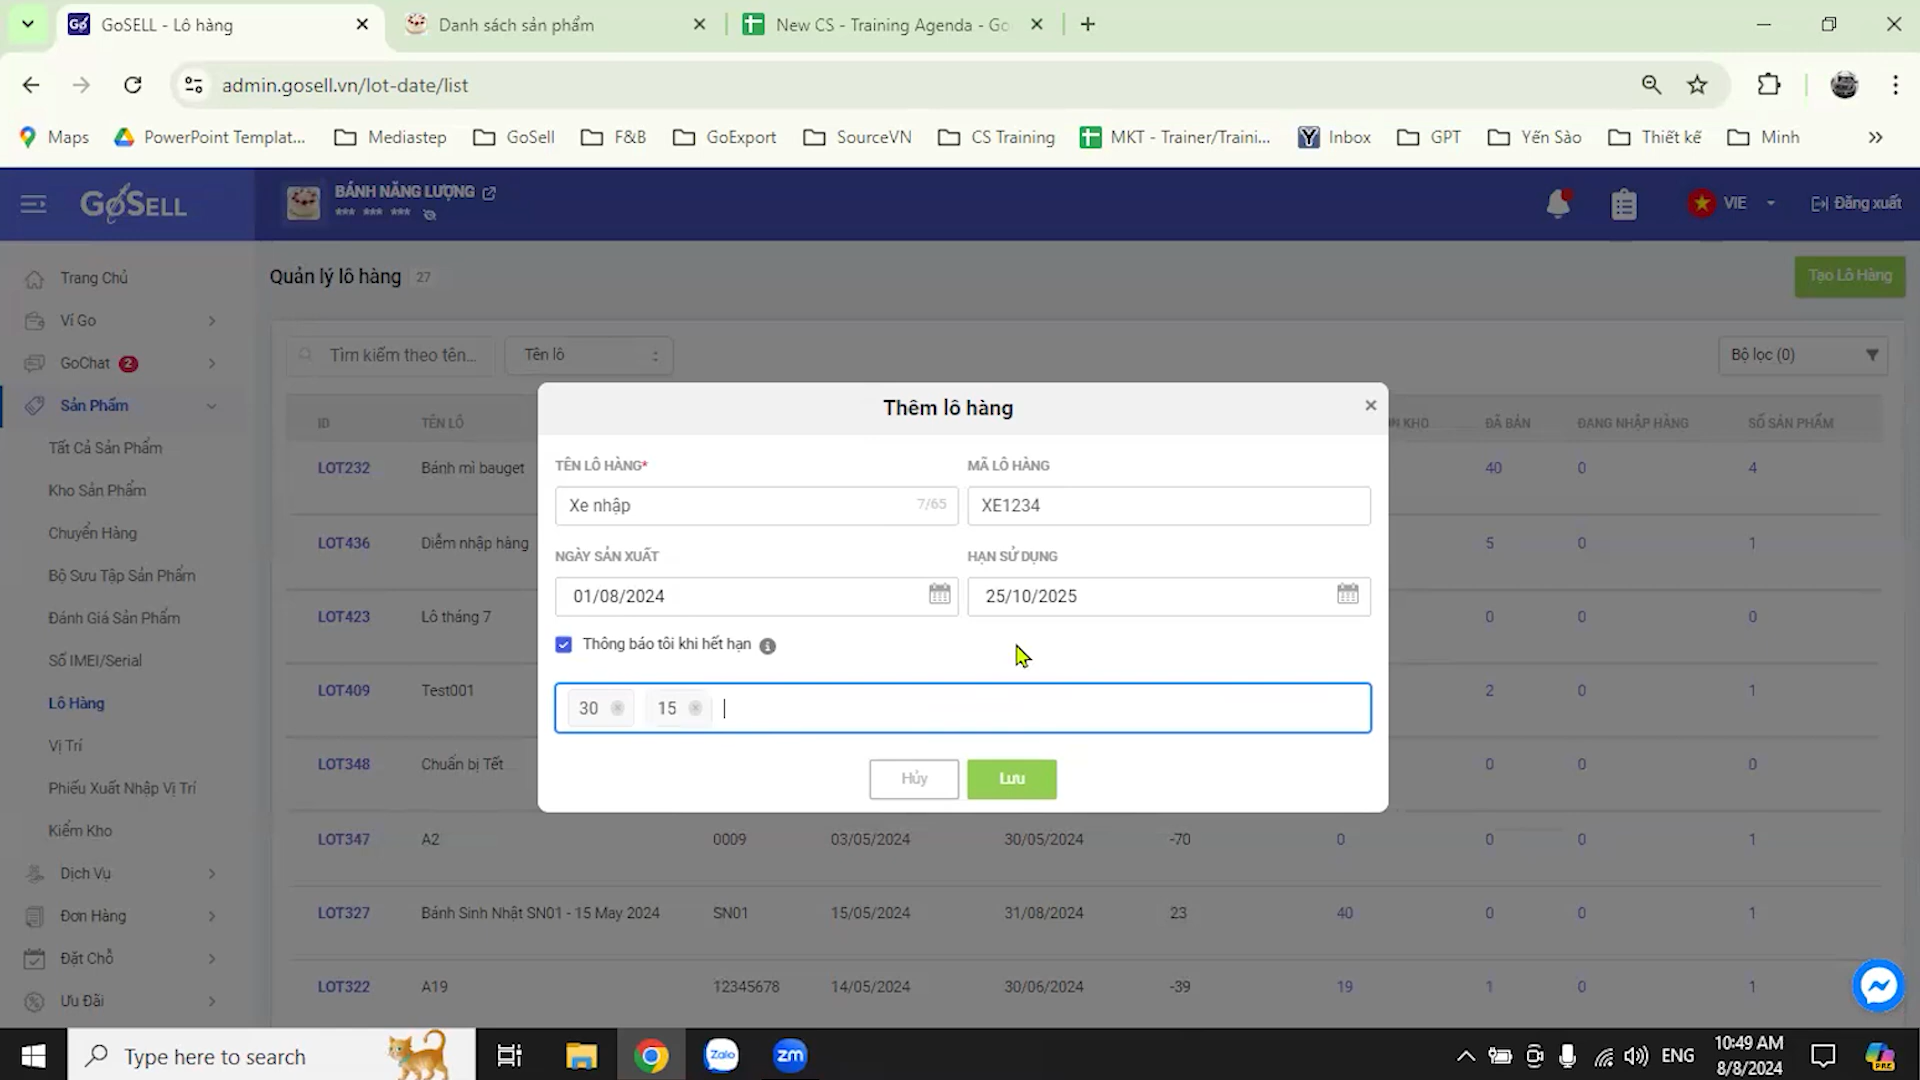 GoSELL - Lô hàng
Danh sách sản phẩm
New CS - Training Agenda - Go
admin.gosell.vn/lot-date/list
Maps
PowerPoint Templat...
Mediastep
GoSell
F&B
GoExport
SourceVN
CS Training
MKT - Trainer/Traini...
Inbox
GPT
Yến Sào
Thiết kế
Minh
GoSELL
BÁNH NĂNG LƯỢNG
*** *** ***
VIE
Đăng xuất
Trang Chủ
Ví Go
GoChat 2
Sản Phẩm
Tất Cả Sản Phẩm
Kho Sản Phẩm
Chuyển Hàng
Bộ Sưu Tập Sản Phẩm
Đánh Giá Sản Phẩm
Số IMEI/Serial
Lô Hàng
Vị Trí
Phiếu Xuất Nhập Vị Trí
Kiểm Kho
Dịch Vụ
Đơn Hàng
Đặt Chỗ
Ưu Đãi
Quản lý lô hàng 27
Tạo Lô Hàng
Tìm kiếm theo tên...
Tên lô
Bộ lọc (0)
ID TÊN LÔ N KHO ĐÃ BÁN ĐANG NHẬP HÀNG SỐ SẢN PHẨM
LOT232 Bánh mì bauget 40 0 4
LOT436 Diễm nhập hàng 5 0 1
LOT423 Lô tháng 7 0 0 0
LOT409 Test001 2 0 1
LOT348 Chuẩn bị Tết 0 0 0
LOT347 A2 0009 03/05/2024 30/05/2024 -70 0 0 0 1
LOT327 Bánh Sinh Nhật SN01 - 15 May 2024 SN01 15/05/2024 31/08/2024 23 40 0 0 1
LOT322 A19 12345678 14/05/2024 30/06/2024 -39 19 1 0 1
Thêm lô hàng
TÊN LÔ HÀNG*
MÃ LÔ HÀNG
Xe nhập 7/65
XE1234
NGÀY SẢN XUẤT
HẠN SỬ DỤNG
01/08/2024
25/10/2025
Thông báo tôi khi hết hạn
30
15
Hủy
Lưu
Type here to search
Zalo
zm
ENG
10:49 AM
8/8/2024
PRE